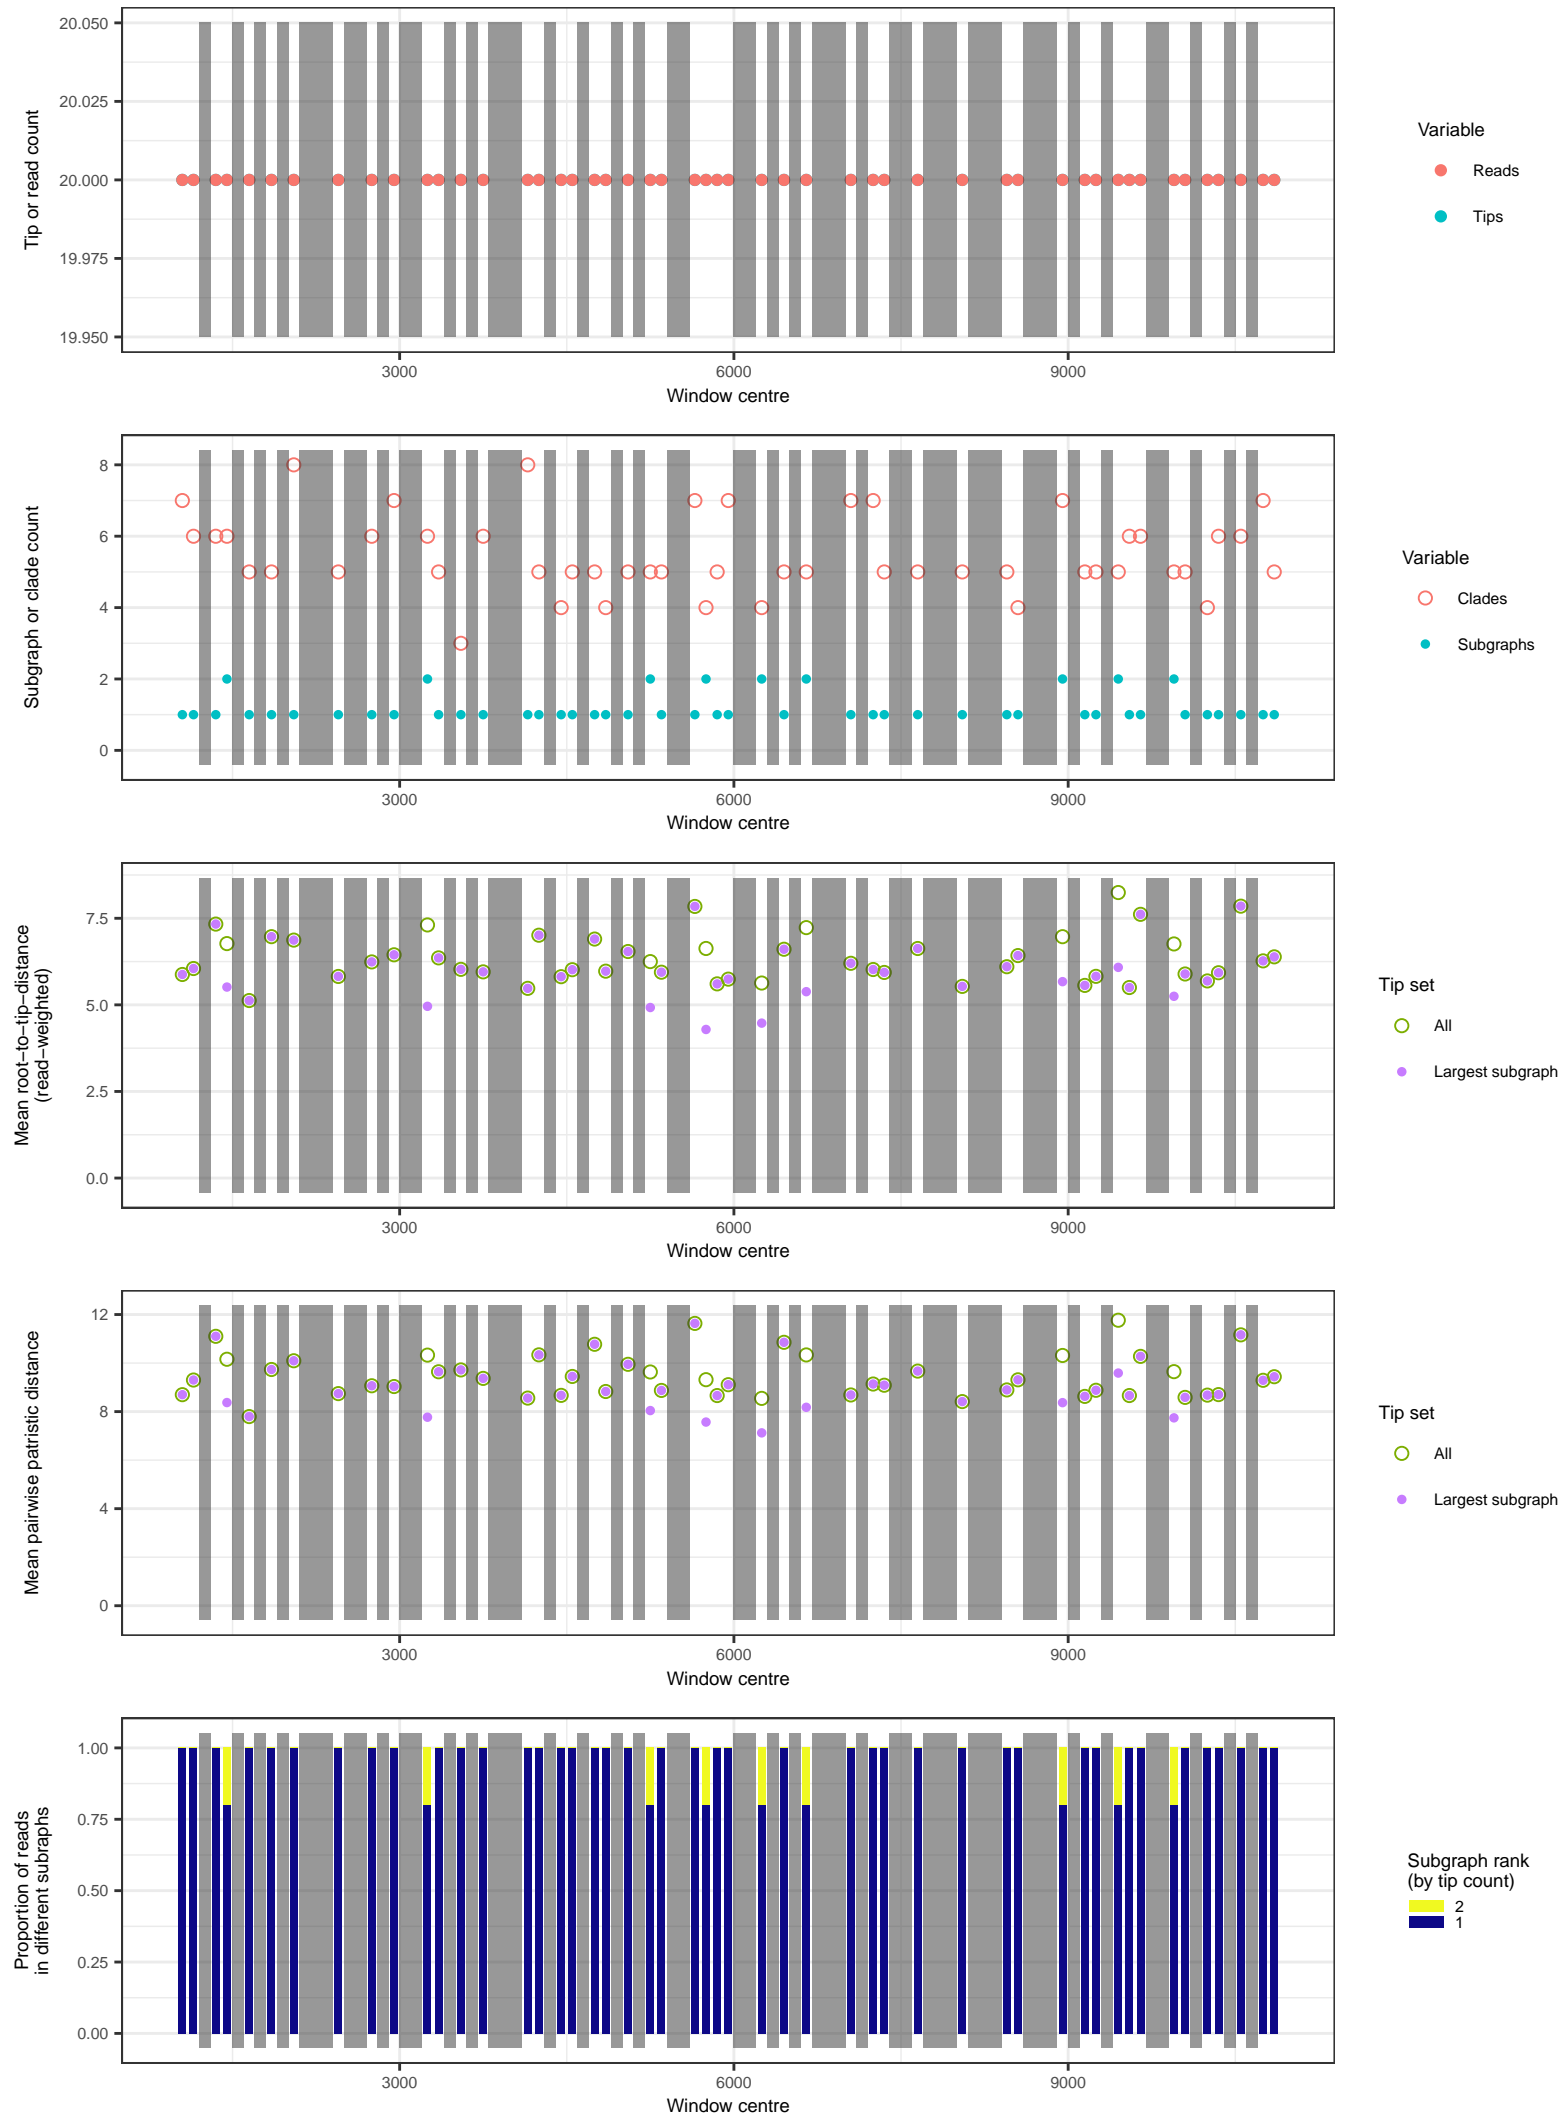 20.050
20.025
20.000
19.975
19.950
Tip or read count
3000
6000
9000
Window centre
Variable
Reads
Tips
8
6
4
2
0
Subgraph or clade count
3000
6000
9000
Window centre
Variable
Clades
Subgraphs
7.5
5.0
2.5
0.0
Mean root−to−tip−distance
(read−weighted)
3000
6000
9000
Window centre
Tip set
All
Largest subgraph
12
8
4
0
Mean pairwise patristic distance
3000
6000
9000
Window centre
Tip set
All
Largest subgraph
1.00
0.75
0.50
0.25
0.00
Proportion of reads
in different subraphs
3000
6000
9000
Window centre
Subgraph rank
(by tip count)
2
1